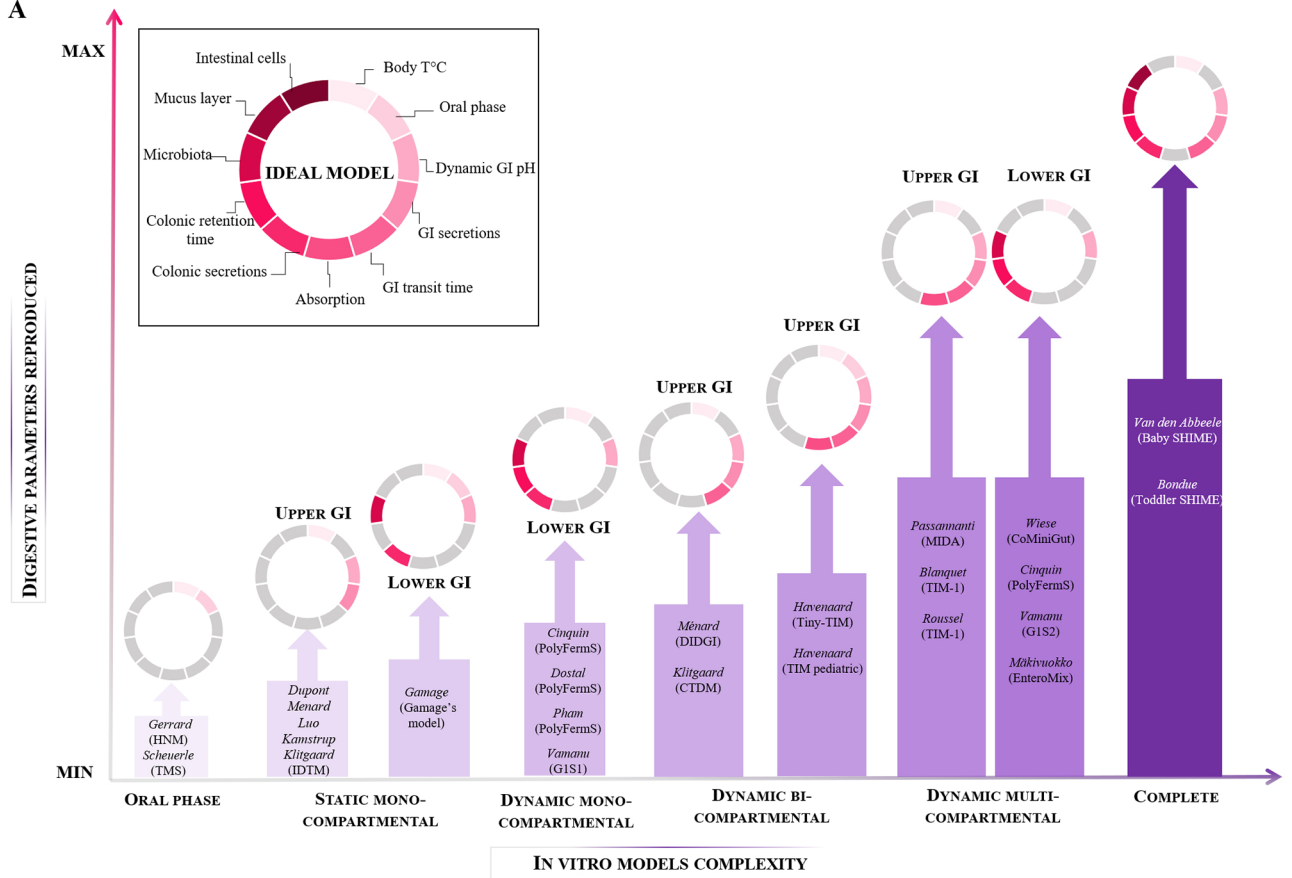 A
MAX
MIN
DIGESTIVE PARAMETERS REPRODUCED
Intestinal cells
Body T°C
Mucus layer
Oral phase
Microbiota
IDEAL MODEL
Dynamic GI pH
Colonic retention
time
GI secretions
Colonic secretions
GI transit time
Absorption
UPPER GI
LOWER GI
LOWER GI
UPPER GI
UPPER GI
UPPER GI
LOWER GI
Gerrard
(HNM)
Scheuerle
(TMS)
Dupont
Menard
Luo
Kamstrup
Klitgaard
(IDTM)
Gamage
(Gamage's
model)
Cinquin
(PolyFermS)
Dostal
(PolyFermS)
Pham
(PolyFermS)
Vamanu
(G1S1)
Ménard
(DIDGI)
Klitgaard
(CTDM)
Havenaard
(Tiny-TIM)
Havenaard
(TIM pediatric)
Passannanti
(MIDA)
Blanquet
(TIM-1)
Roussel
(TIM-1)
Wiese
(CoMiniGut)
Cinquin
(PolyFermS)
Vamanu
(G1S2)
Mäkivuokko
(EnteroMix)
Van den Abbeele
(Baby SHIME)
Bondue
(Toddler SHIME)
ORAL PHASE
STATIC MONO-
COMPARTMENTAL
DYNAMIC MONO-
COMPARTMENTAL
DYNAMIC BI-
COMPARTMENTAL
DYNAMIC MULTI-
COMPARTMENTAL
COMPLETE
IN VITRO MODELS COMPLEXITY